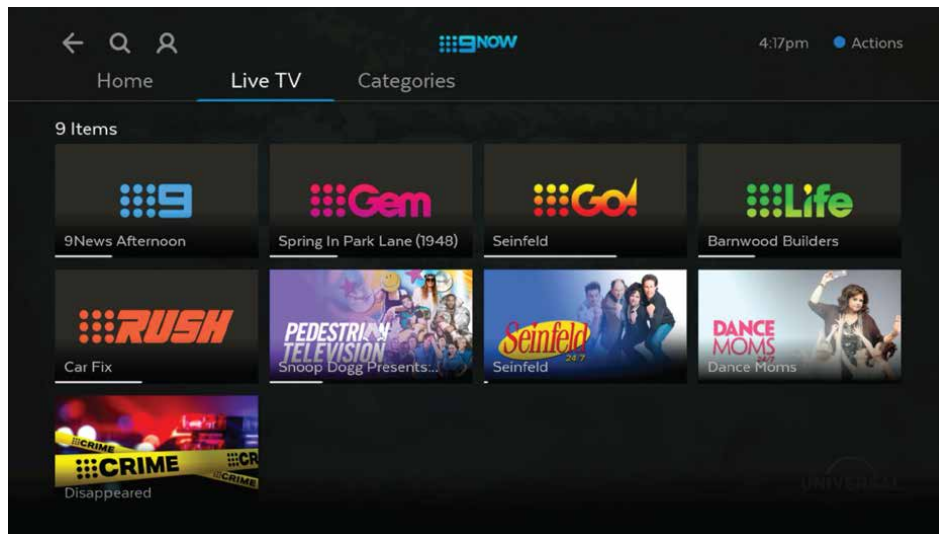 9NOW
4:17pm
Actions
Home
Live TV
Categories
9 Items
9
9News Afternoon
Gem
Spring In Park Lane (1948)
Go!
Seinfeld
Life
Barnwood Builders
RUSH
Car Fix
PEDESTRIAN
TELEVISION
Snoop Dogg Presents:...
Seinfeld
24/7
Seinfeld
DANCE
MOMS
24/7
Dance Moms
CRIME
CRIME
CR
CRIME
Disappeared
UNIVERSAL